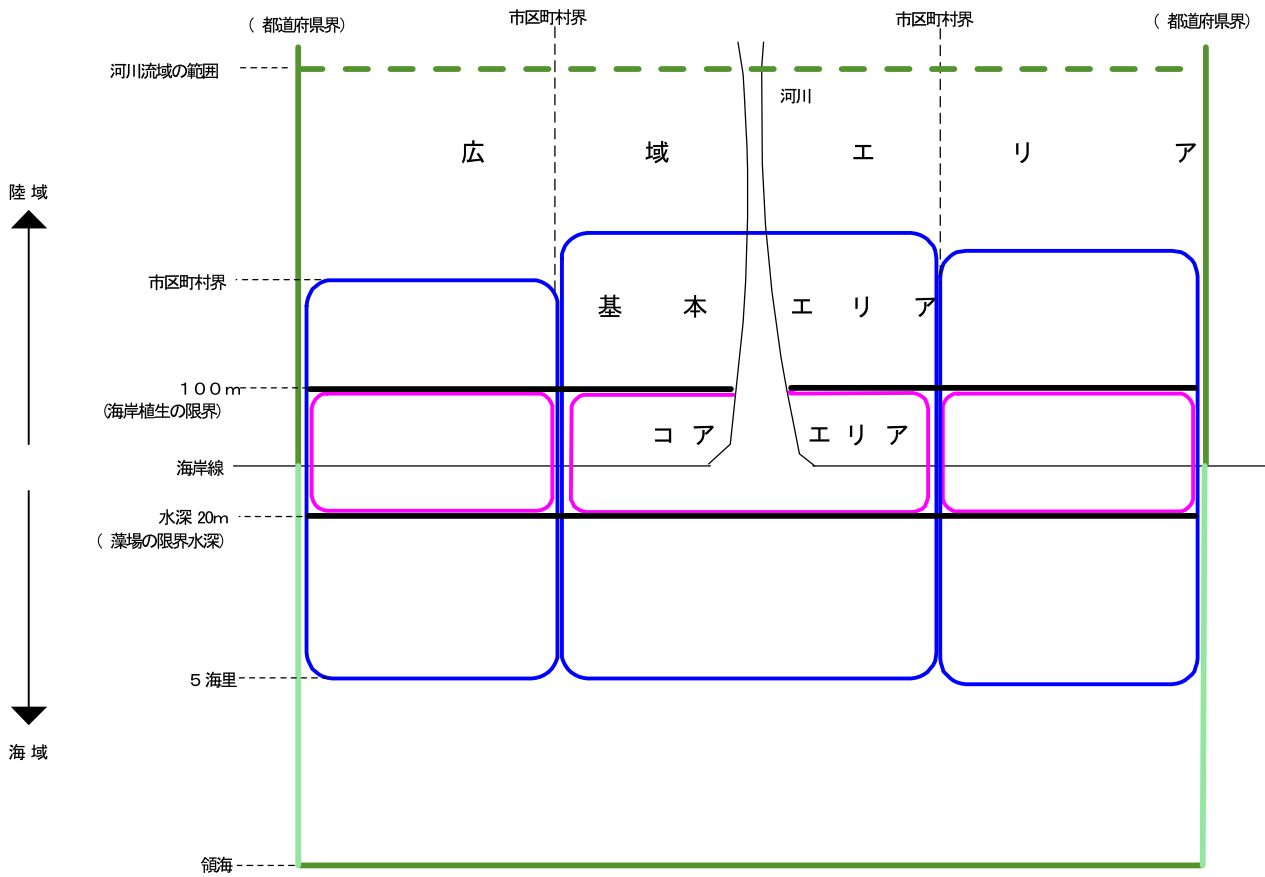 （ 都道府県界）
市区町村界
市区町村界
（ 都道府県界）
河川流域の範囲
河川
広 域 エ リ ア
陸 域
市区町村界
基 本 エ リ ア
１００ｍ
（海岸植生の限界）
コ ア エ リ ア
海岸線
水深 20ｍ
（ 藻場の限界水深）
５海里
海 域
領海